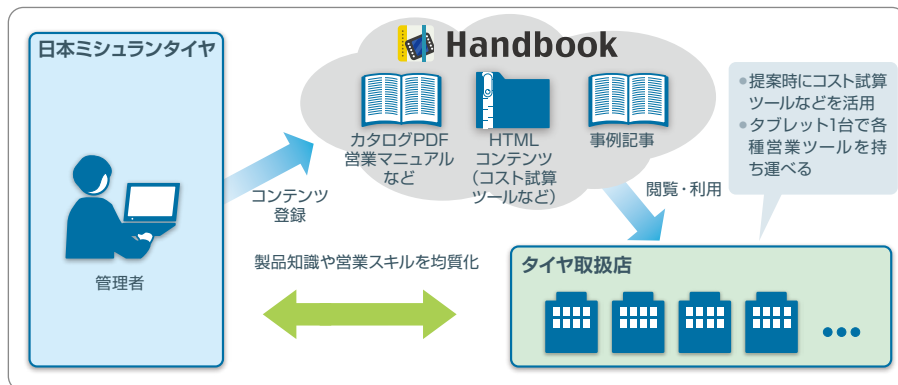 日本ミシュランタイヤ
Handbook
カタログPDF
営業マニュアル
など
HTML
コンテンツ
(コスト試算
ツールなど)
事例記事
●提案時にコスト試算
ツールなどを活用
●タブレット1台で各
種営業ツールを持
ち運べる
コンテンツ
登録
閲覧・利用
管理者
製品知識や営業スキルを均質化
タイヤ取扱店
●●●